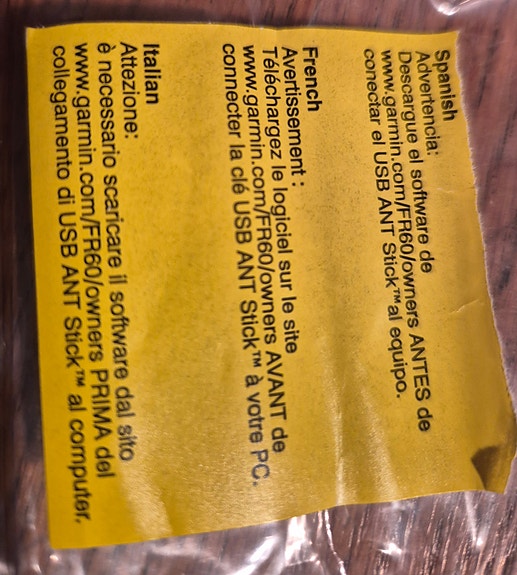 Spanish
Advertencia:
Descargue el software de
www.garmin.com/FR60/owners ANTES de
conectar el USB ANT Stick™ al equipo.
French
Avertissement :
Téléchargez le logiciel sur le site
www.garmin.com/FR60/owners AVANT de
connecter la clé USB ANT Stick™ à votre PC.
Italian
Attezione:
è necessario scaricare il software dal sito
www.garmin.com/FR60/owners PRIMA del
collegamento di USB ANT Stick™ al computer.